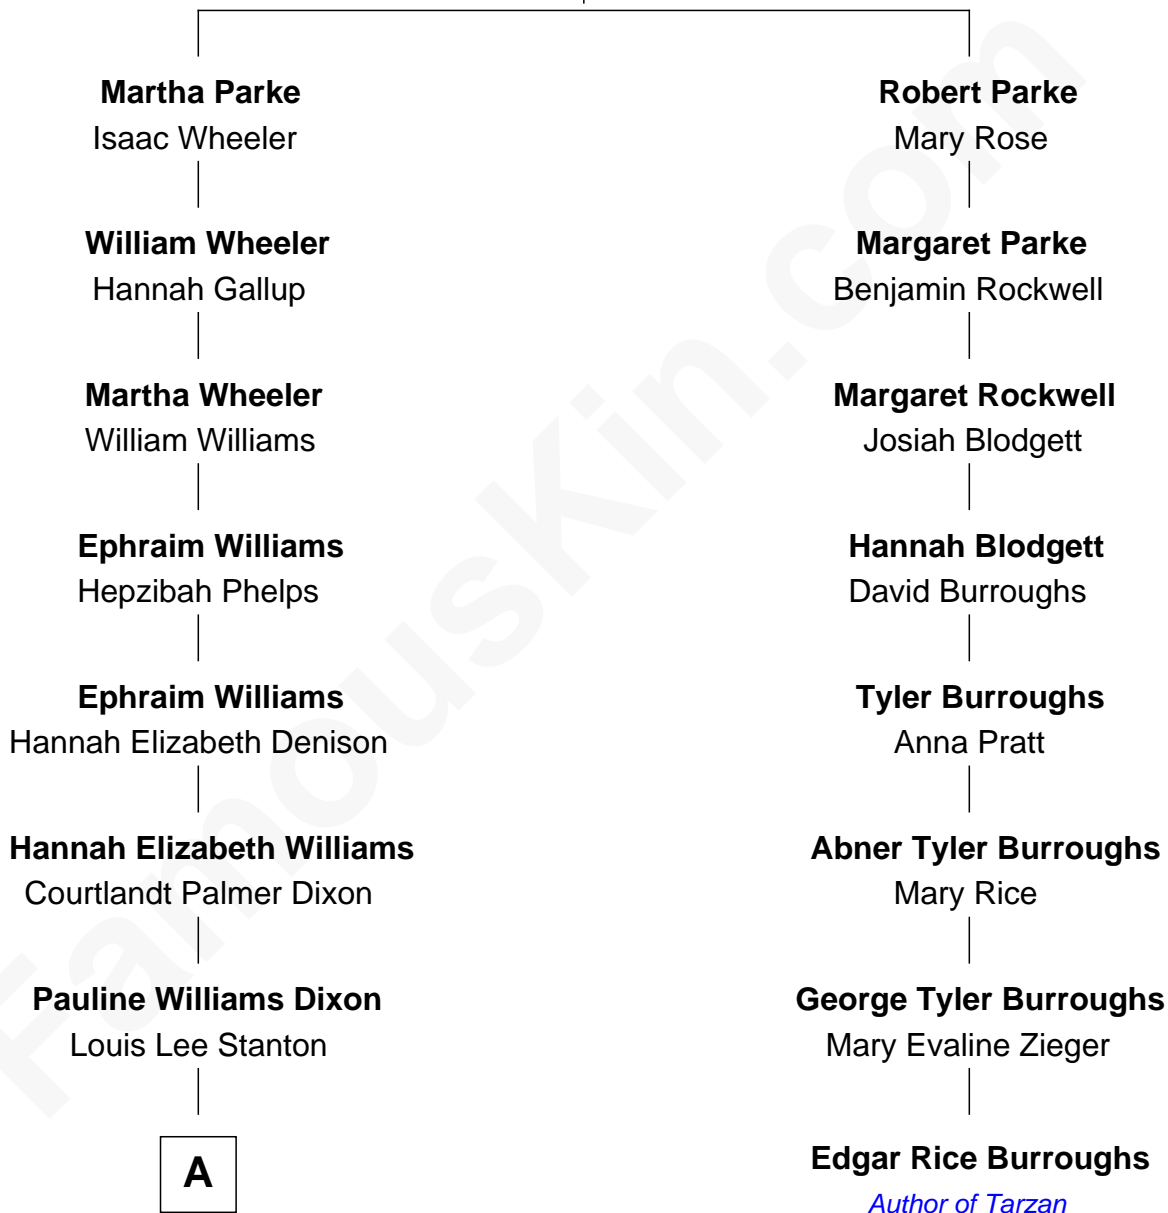 Martha Parke
Isaac Wheeler
William Wheeler
Hannah Gallup
Martha Wheeler
William Williams
Ephraim Williams
Hepzibah Phelps
Ephraim Williams
Hannah Elizabeth Denison
Hannah Elizabeth Williams
Courtlandt Palmer Dixon
Pauline Williams Dixon
Louis Lee Stanton
A
Robert Parke
Mary Rose
Margaret Parke
Benjamin Rockwell
Margaret Rockwell
Josiah Blodgett
Hannah Blodgett
David Burroughs
Tyler Burroughs
Anna Pratt
Abner Tyler Burroughs
Mary Rice
George Tyler Burroughs
Mary Evaline Zieger
Edgar Rice Burroughs
Author of Tarzan
FamousKin.com